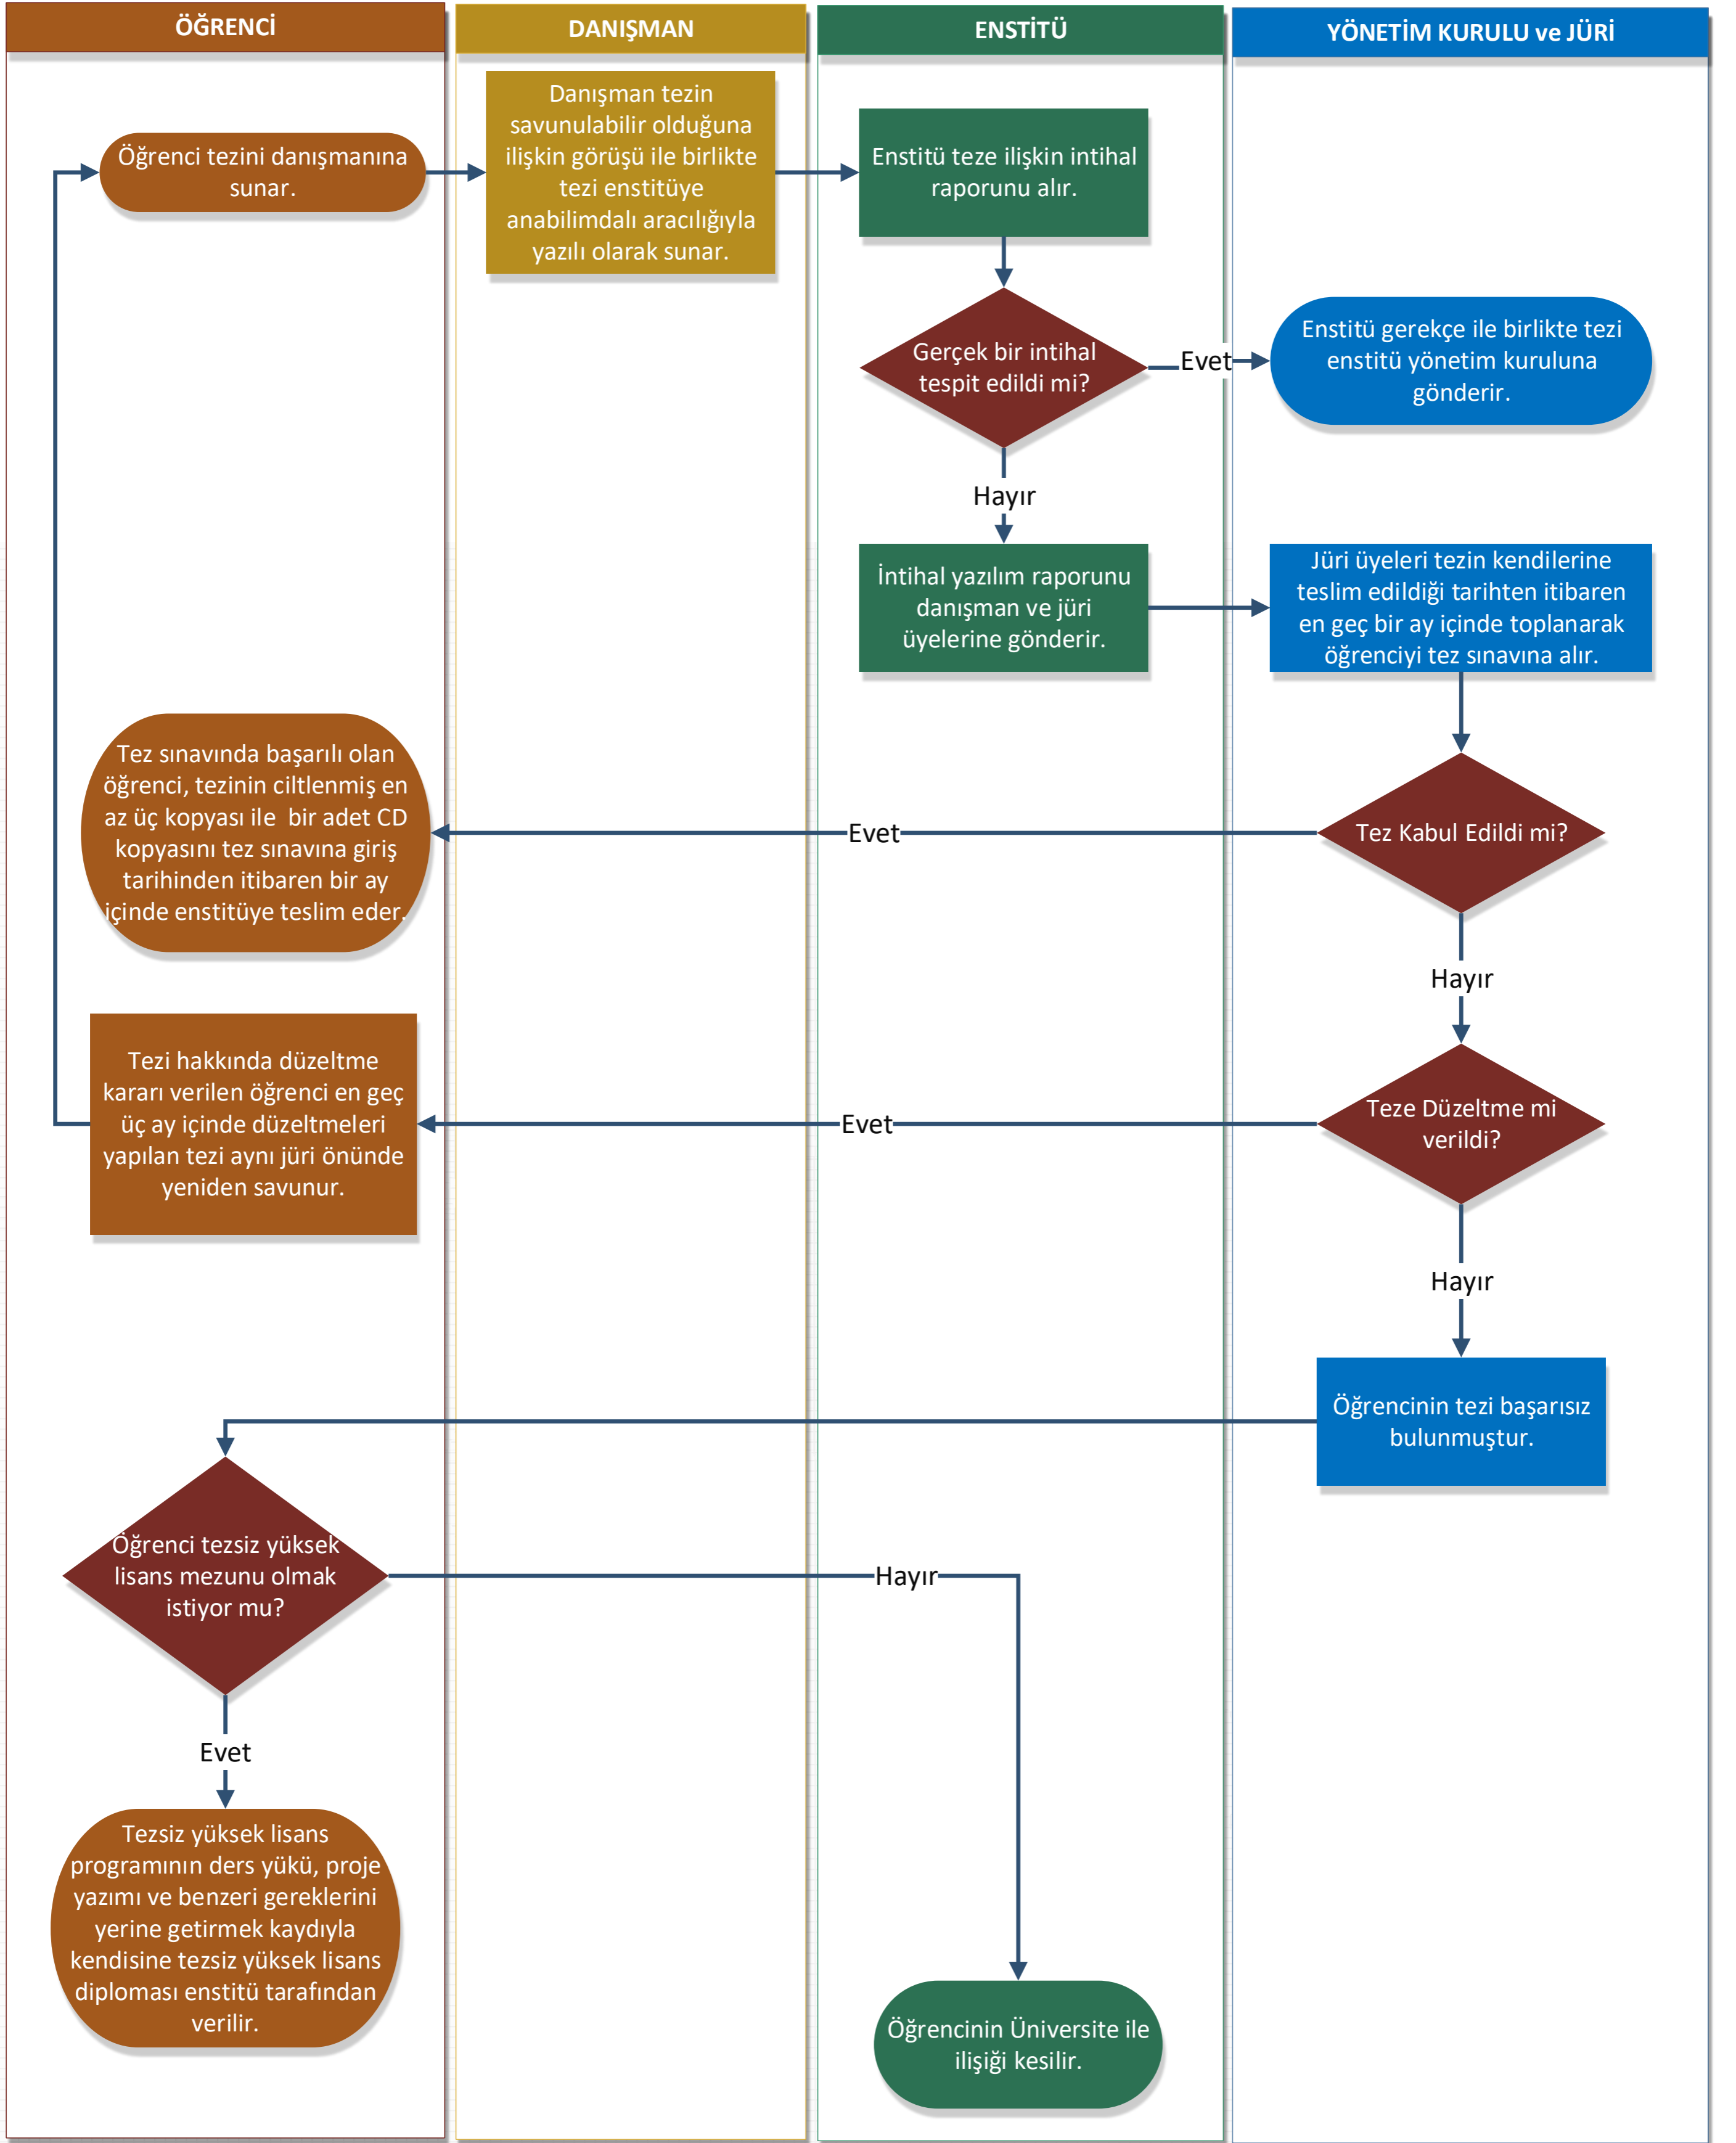 ÖĞRENCİ
DANIŞMAN
ENSTİTÜ
YÖNETİM KURULU ve JÜRİ
Öğrenci tezini danışmanına
sunar.
Danışman tezin
savunulabilir olduğuna
ilişkin görüşü ile birlikte
tezi enstitüye
anabilimdalı aracılığıyla
yazılı olarak sunar.
Enstitü teze ilişkin intihal
raporunu alır.
Gerçek bir intihal
tespit edildi mi?
Evet
Enstitü gerekçe ile birlikte tezi
enstitü yönetim kuruluna
gönderir.
Hayır
İntihal yazılım raporunu
danışman ve jüri
üyelerine gönderir.
Jüri üyeleri tezin kendilerine
teslim edildiği tarihten itibaren
en geç bir ay içinde toplanarak
öğrenciyi tez sınavına alır.
Tez Kabul Edildi mi?
Evet
Tez sınavında başarılı olan
öğrenci, tezinin ciltlenmiş en
az üç kopyası ile bir adet CD
kopyasını tez sınavına giriş
tarihinden itibaren bir ay
içinde enstitüye teslim eder.
Hayır
Teze Düzeltme mi
verildi?
Evet
Tezi hakkında düzeltme
kararı verilen öğrenci en geç
üç ay içinde düzeltmeleri
yapılan tezi aynı jüri önünde
yeniden savunur.
Hayır
Öğrencinin tezi başarısız
bulunmuştur.
Öğrenci tezsiz yüksek
lisans mezunu olmak
istiyor mu?
Hayır
Evet
Tezsiz yüksek lisans
programının ders yükü, proje
yazımı ve benzeri gereklerini
yerine getirmek kaydıyla
kendisine tezsiz yüksek lisans
diploması enstitü tarafından
verilir.
Öğrencinin Üniversite ile
ilişiği kesilir.